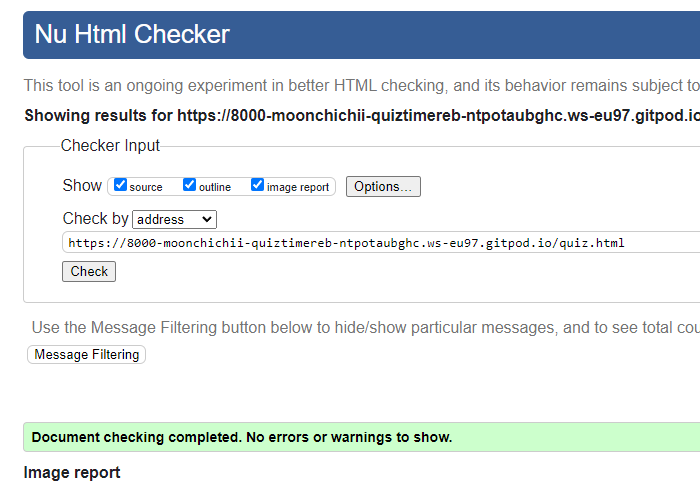 Nu Html Checker
This tool is an ongoing experiment in better HTML checking, and its behavior remains subject to
Showing results for https://8000-moonchichii-quiztimereb-ntpotaubghc.ws-eu97.gitpod.io
Checker Input
Show source outline image report Options...
Check by address
https://8000-moonchichii-quiztimereb-ntpotaubghc.ws-eu97.gitpod.io/quiz.html
Check
Use the Message Filtering button below to hide/show particular messages, and to see total cou
Message Filtering
Document checking completed. No errors or warnings to show.
Image report